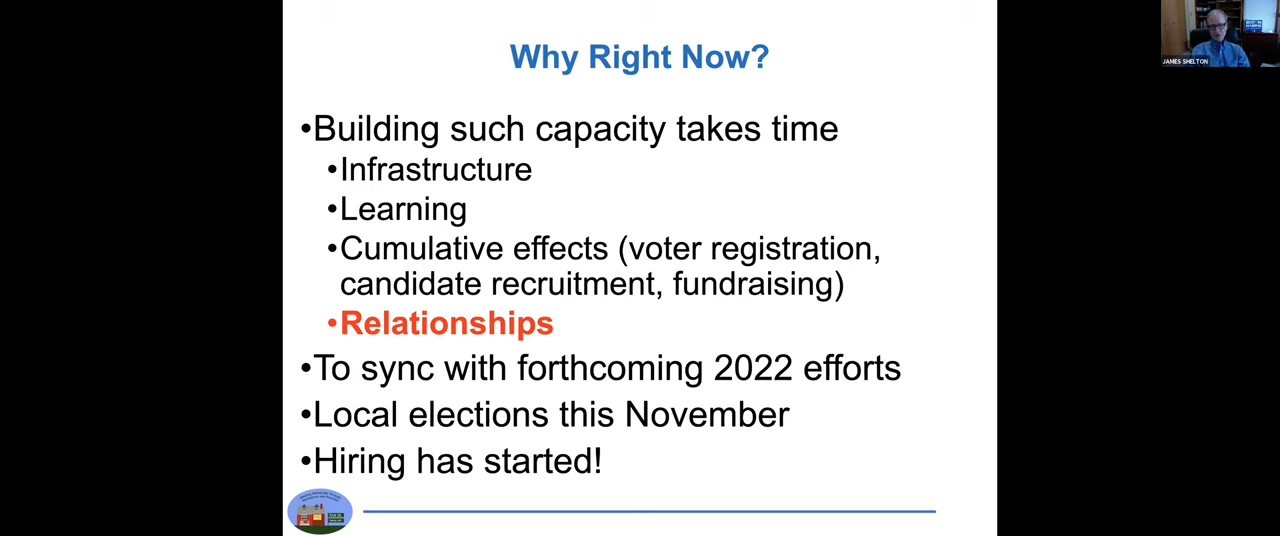 Why Right Now?
JAMES SHELTON
•Building such capacity takes time
•Infrastructure
•Learning
•Cumulative effects (voter registration,
candidate recruitment, fundraising)
•Relationships
•To sync with forthcoming 2022 efforts
•Local elections this November
•Hiring has started!